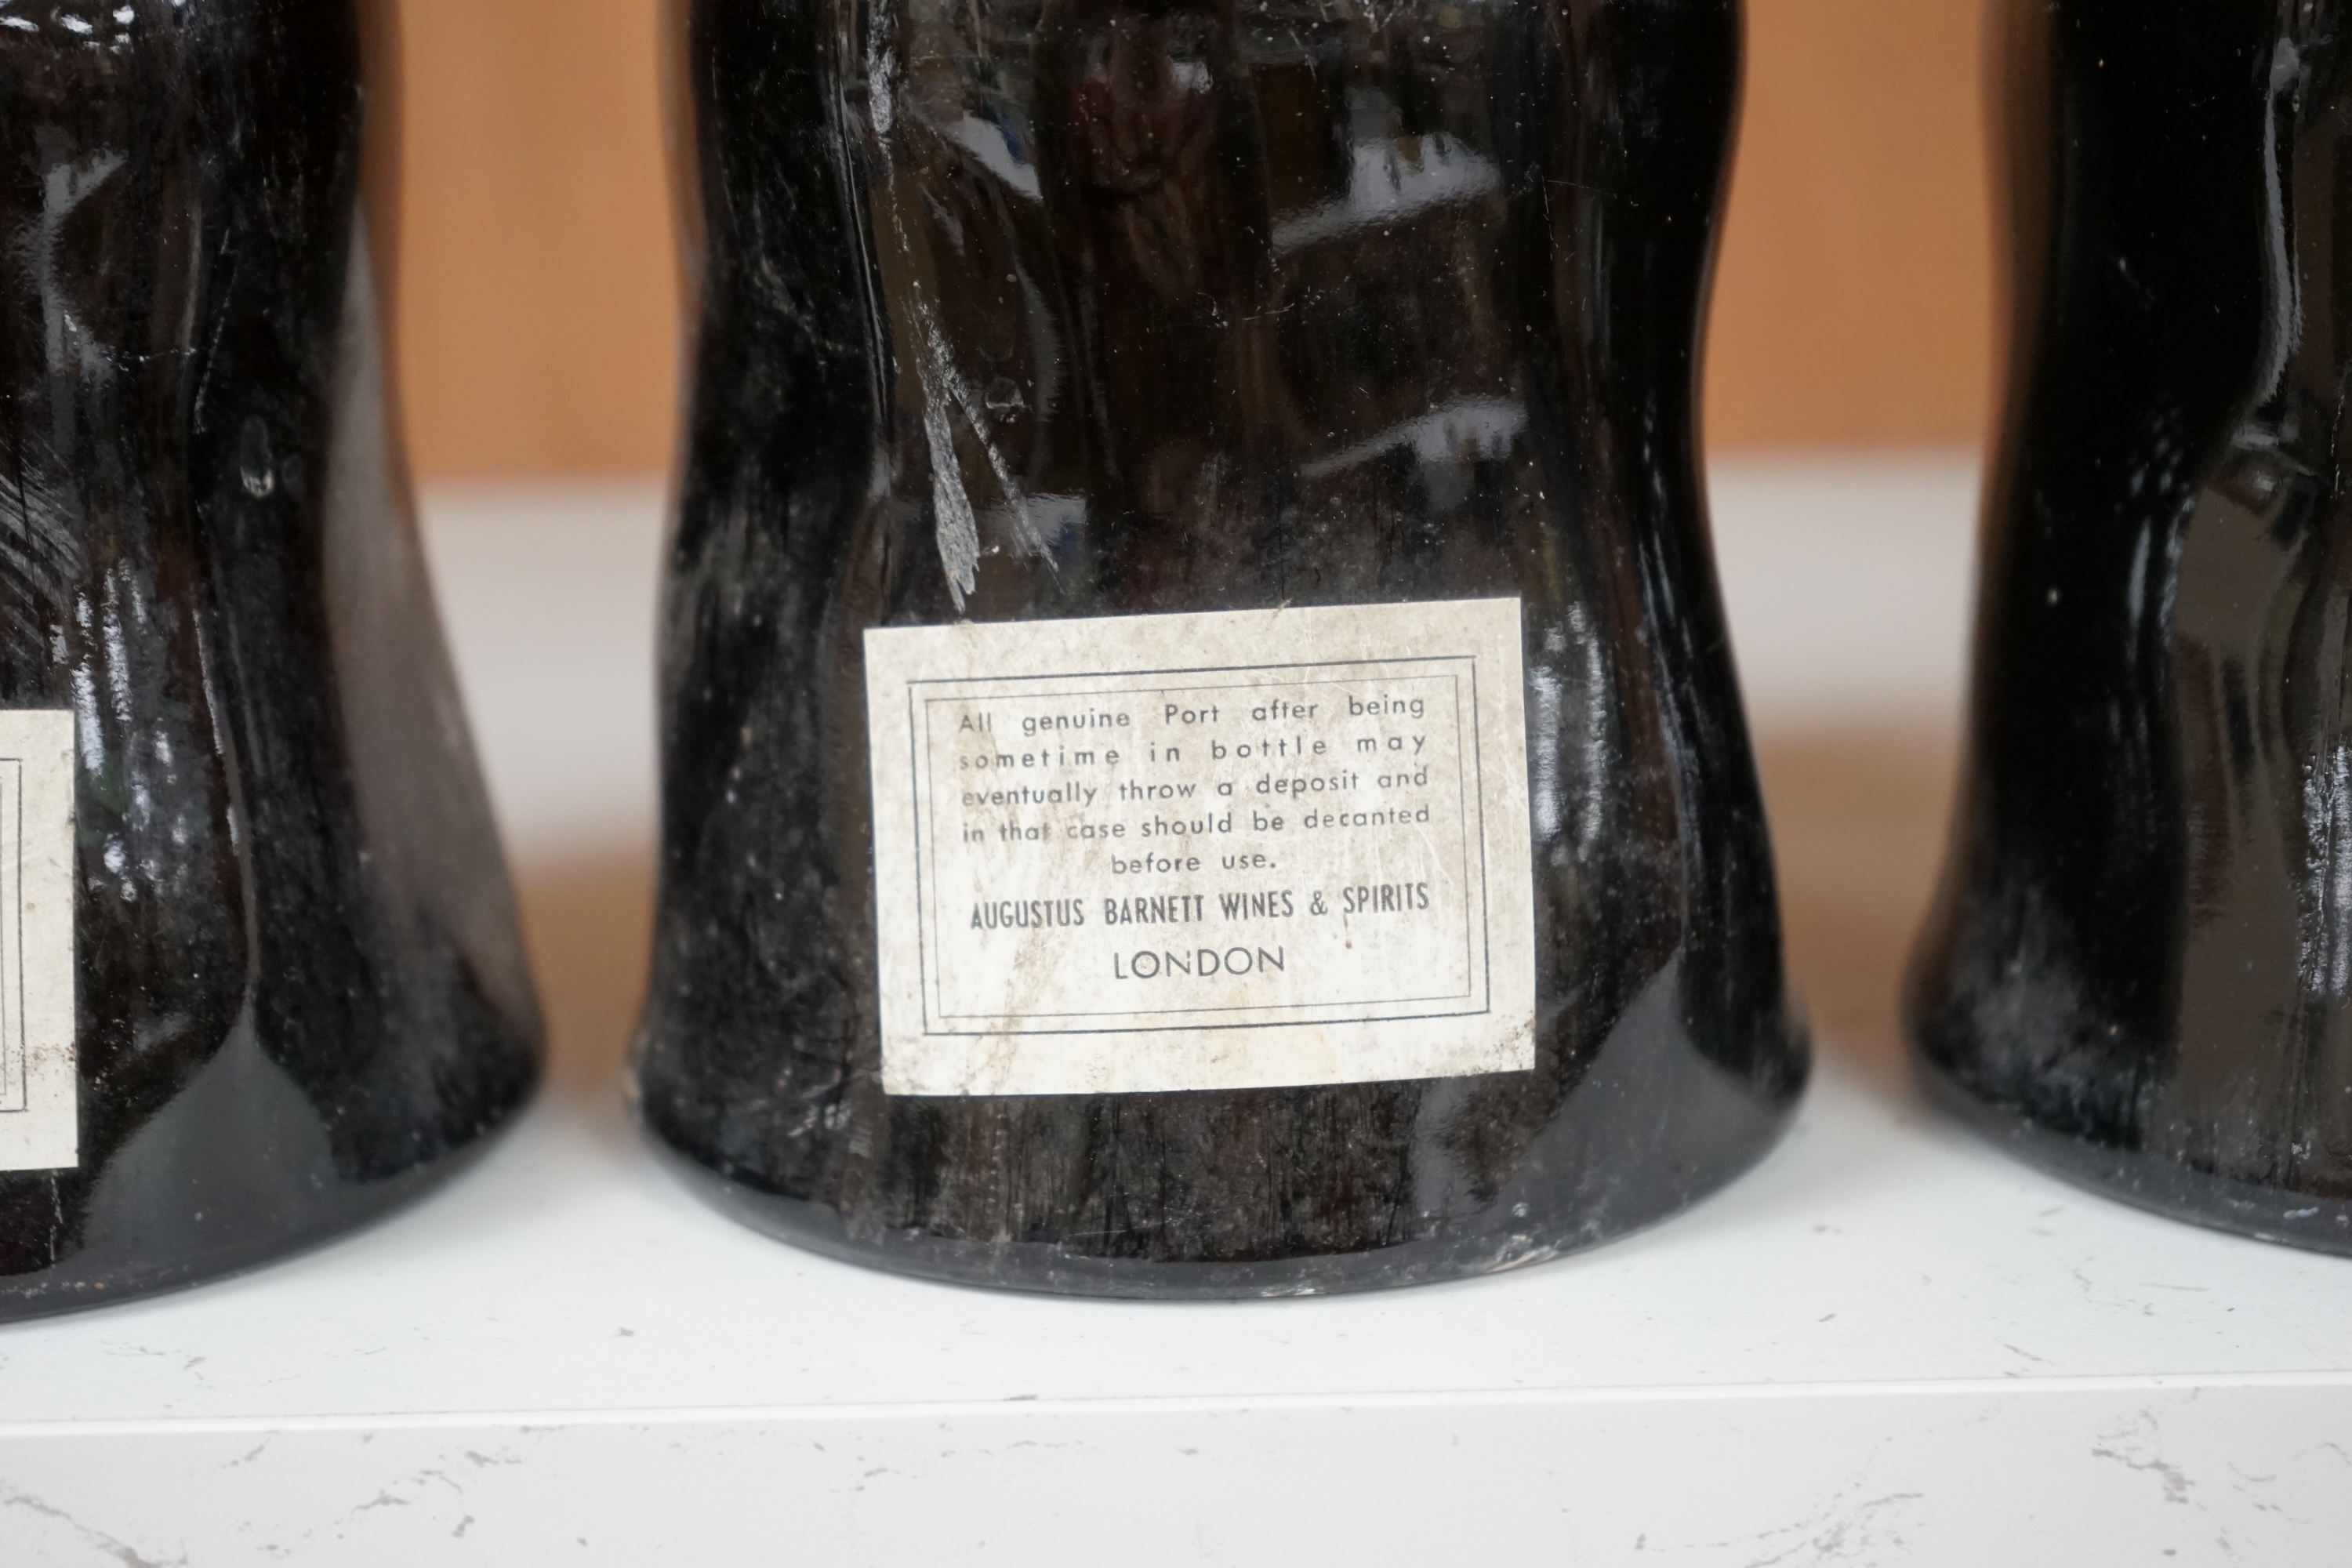 All genuine Port after being
sometime in bottle may
eventually throw a deposit and
in that case should be decanted
before use.
AUGUSTUS BARNETT WINES & SPIRITS
LONDON